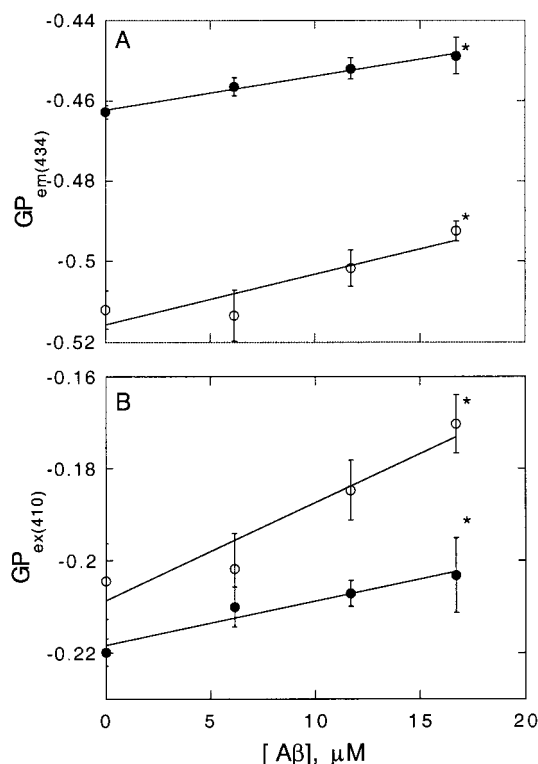 A
-0.44
-0.46
-0.48
-0.5
-0.52
GP em(434)
*
*
B
-0.16
-0.18
-0.2
-0.22
GP ex(410)
*
*
0 5 10 15 20
[ Aβ], μM